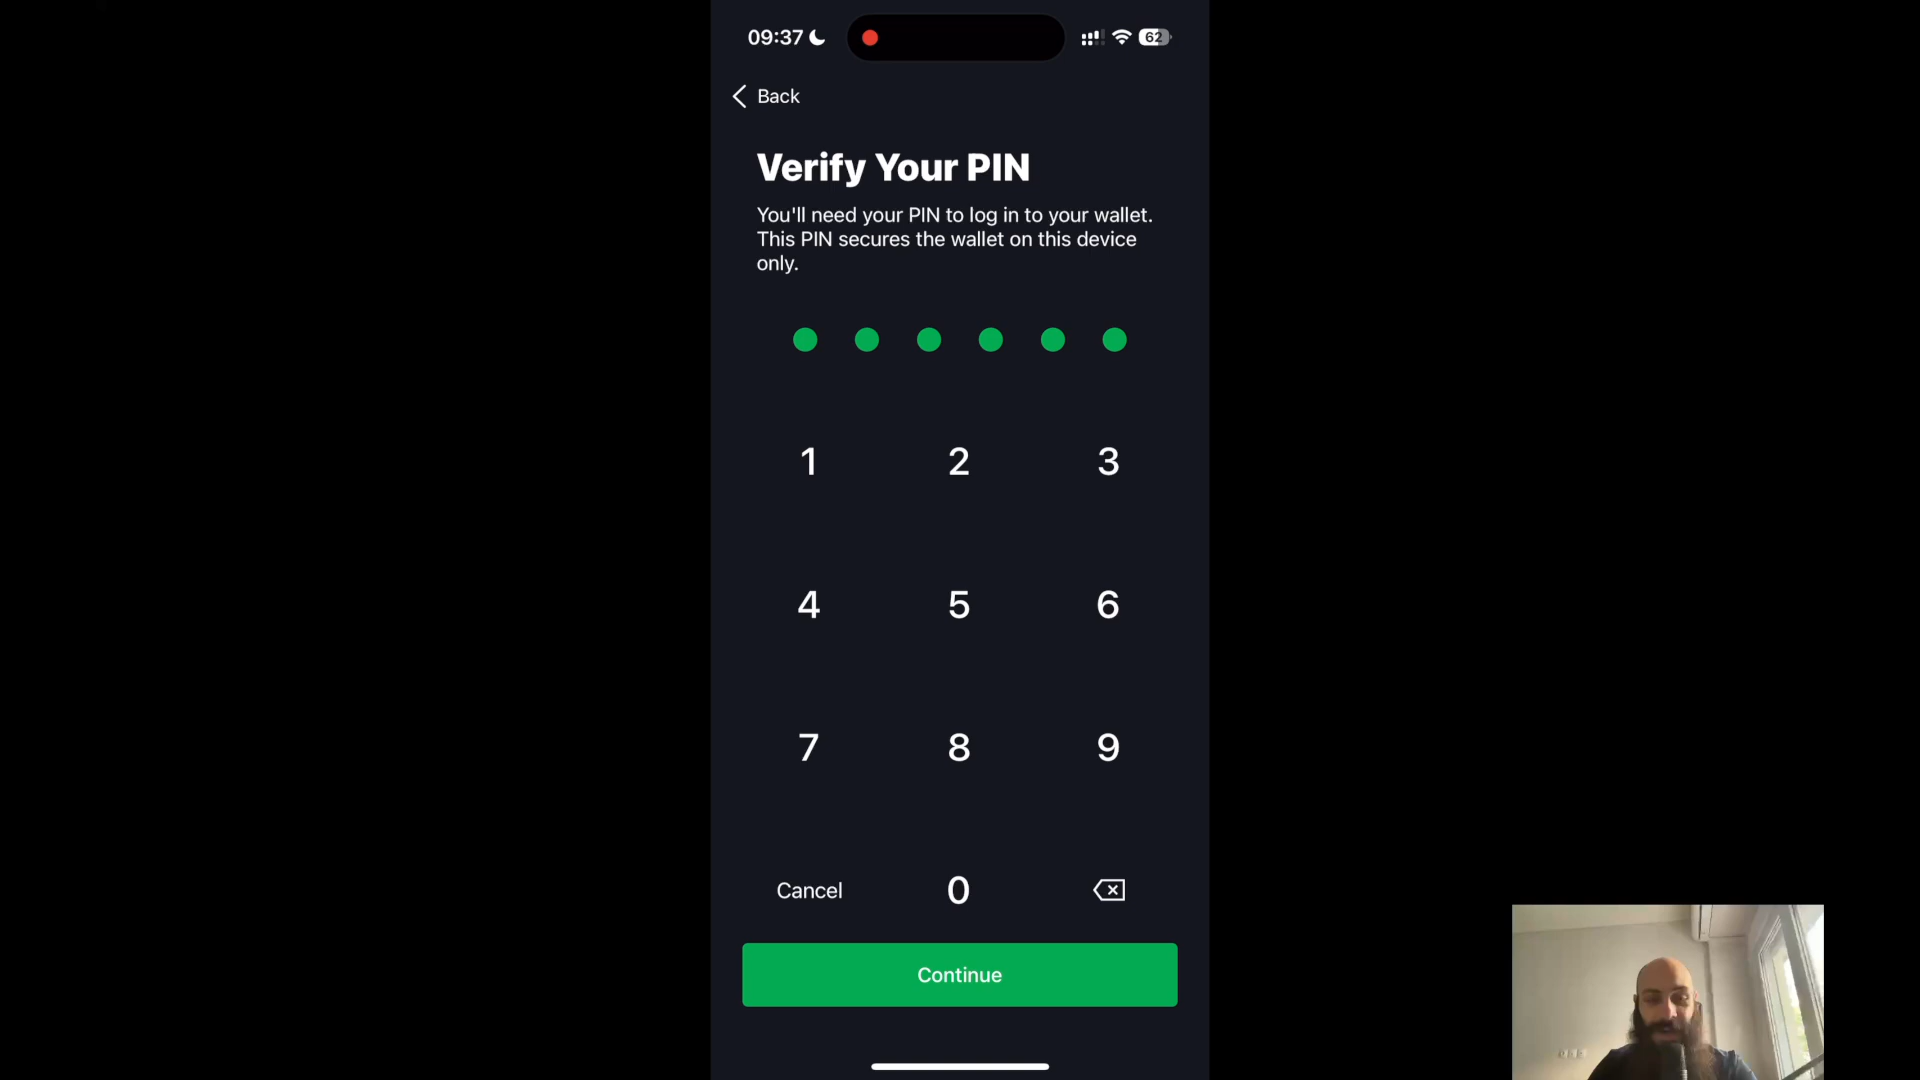 09:37
62
Back
Verify Your PIN
You'll need your PIN to log in to your wallet.
This PIN secures the wallet on this device
only.
1 2 3
4 5 6
7 8 9
Cancel 0
Continue